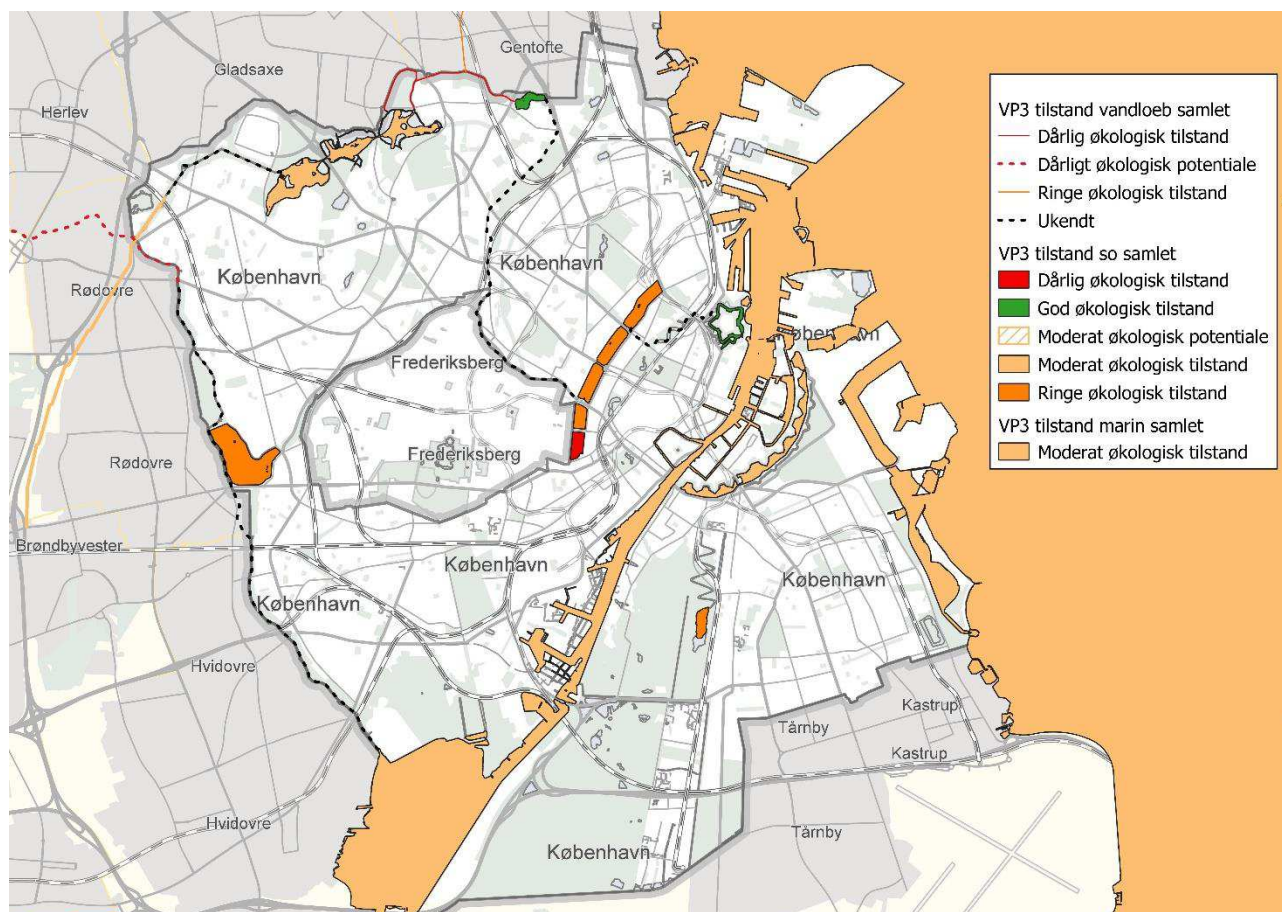 Gentofte
Gladsaxe
Herlev
Rødovre
København
København
øbenhavn
Frederiksberg
Frederiksberg
Rødovre
Brøndbyvester
København
København
København
Hvidovre
Kastrup
Tårnby
Kastrup
Hvidovre
Tårnby
København
VP3 tilstand vandloeb samlet
Dårlig økologisk tilstand
Dårligt økologisk potentiale
Ringe økologisk tilstand
Ukendt
VP3 tilstand so samlet
Dårlig økologisk tilstand
God økologisk tilstand
Moderat økologisk potentiale
Moderat økologisk tilstand
Ringe økologisk tilstand
VP3 tilstand marin samlet
Moderat økologisk tilstand